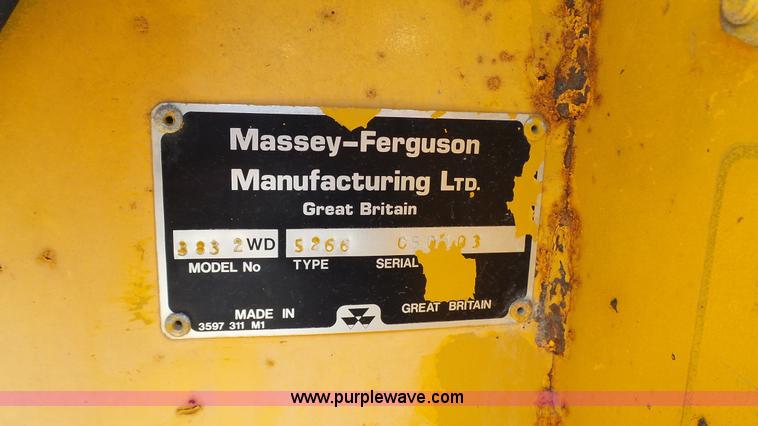 Massey-Ferguson
Manufacturing LTD.
Great Britain
383 2WD 5266
MODEL No TYPE SERIAL
MADE IN GREAT BRITAIN
3597 311 M1
www.purplewave.com